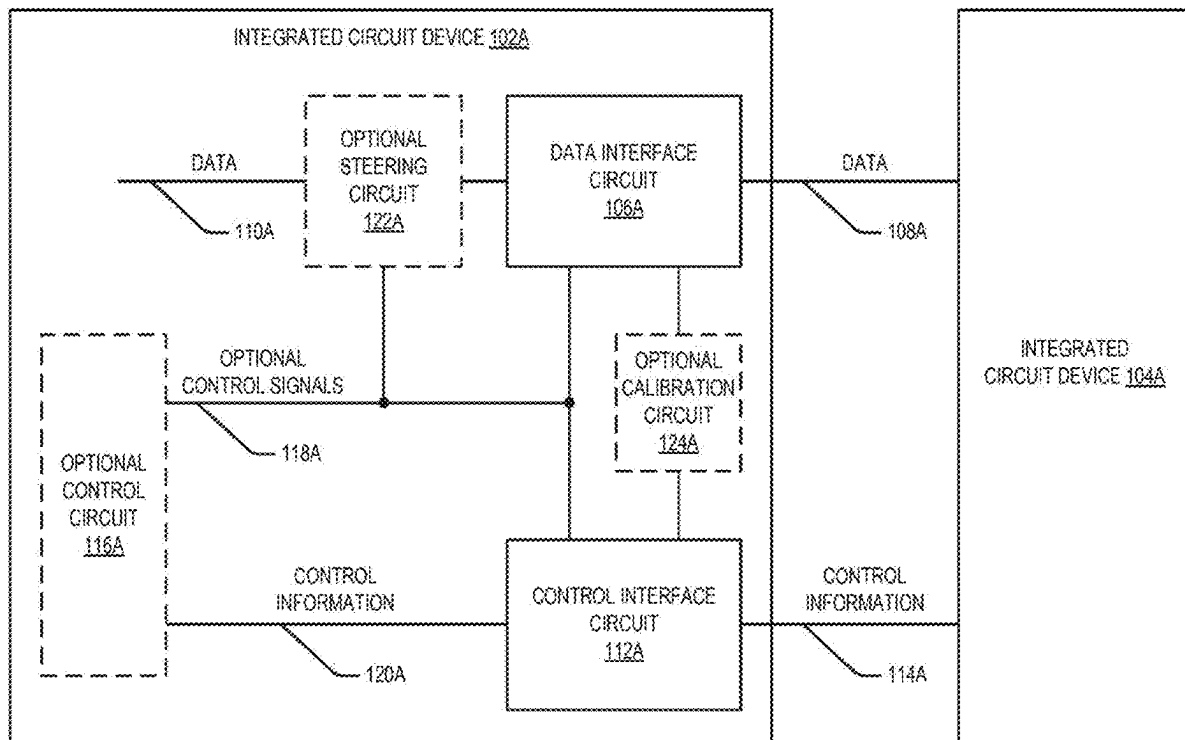 INTEGRATED CIRCUIT DEVICE 102A
OPTIONAL
STEERING
CIRCUIT
122A
DATA INTERFACE
CIRCUIT
106A
DATA
110A
DATA
108A
OPTIONAL
CONTROL SIGNALS
118A
OPTIONAL
CALIBRATION
CIRCUIT
124A
INTEGRATED
CIRCUIT DEVICE 104A
OPTIONAL
CONTROL
CIRCUIT
116A
CONTROL
INFORMATION
120A
CONTROL INTERFACE
CIRCUIT
112A
CONTROL
INFORMATION
114A